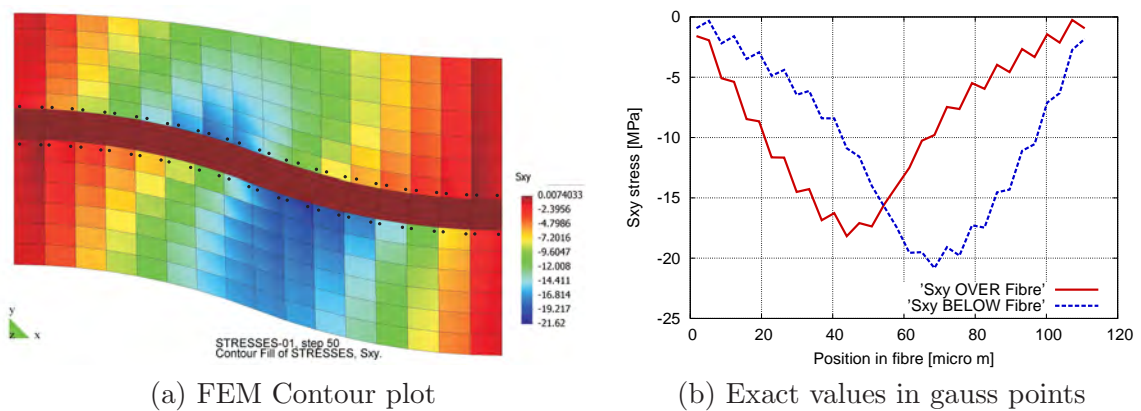 Sxy
0.0074033
-2.3956
-4.7986
-7.2016
-9.6047
-12.008
-14.411
-16.814
-19.217
-21.62
y
z x
STRESSES-01, step 50
Contour Fill of STRESSES, Sxy.
(a) FEM Contour plot
0
-5
-10
-15
-20
-25
Sxy stress [MPa]
'Sxy OVER Fibre'
'Sxy BELOW Fibre'
0 20 40 60 80 100 120
Position in fibre [micro m]
(b) Exact values in gauss points